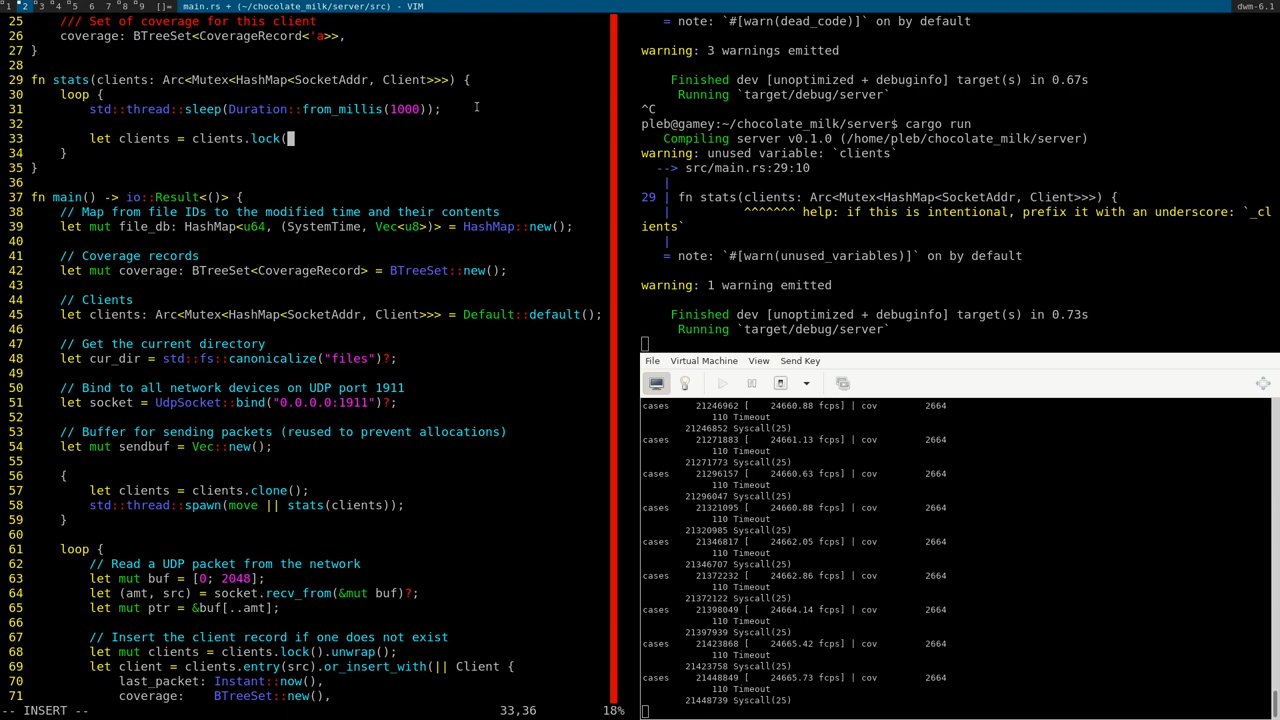 1 2 3 4 5 6 7 8 9 []= main.rs + (~/chocolate_milk/server/src) - VIM dwm-6.1
25 /// Set of coverage for this client
26 coverage: BTreeSet<CoverageRecord<'a>>,
27 }
28
29 fn stats(clients: Arc<Mutex<HashMap<SocketAddr, Client>>>) {
30 loop {
31 std::thread::sleep(Duration::from_millis(1000));
32
33 let clients = clients.lock(
34 }
35 }
36
37 fn main() -> io::Result<()> {
38 // Map from file IDs to the modified time and their contents
39 let mut file_db: HashMap<u64, (SystemTime, Vec<u8>)> = HashMap::new();
40
41 // Coverage records
42 let mut coverage: BTreeSet<CoverageRecord> = BTreeSet::new();
43
44 // Clients
45 let clients: Arc<Mutex<HashMap<SocketAddr, Client>>> = Default::default();
46
47 // Get the current directory
48 let cur_dir = std::fs::canonicalize("files")?;
49
50 // Bind to all network devices on UDP port 1911
51 let socket = UdpSocket::bind("0.0.0.0:1911")?;
52
53 // Buffer for sending packets (reused to prevent allocations)
54 let mut sendbuf = Vec::new();
55
56 {
57 let clients = clients.clone();
58 std::thread::spawn(move || stats(clients));
59 }
60
61 loop {
62 // Read a UDP packet from the network
63 let mut buf = [0; 2048];
64 let (amt, src) = socket.recv_from(&mut buf)?;
65 let mut ptr = &buf[..amt];
66
67 // Insert the client record if one does not exist
68 let mut clients = clients.lock().unwrap();
69 let client = clients.entry(src).or_insert_with(|| Client {
70 last_packet: Instant::now(),
71 coverage: BTreeSet::new(),
-- INSERT -- 33,36 18%
= note: `#[warn(dead_code)]` on by default
warning: 3 warnings emitted
Finished dev [unoptimized + debuginfo] target(s) in 0.67s
Running `target/debug/server`
^C
pleb@gamey:~/chocolate_milk/server$ cargo run
Compiling server v0.1.0 (/home/pleb/chocolate_milk/server)
warning: unused variable: `clients`
--> src/main.rs:29:10
|
29 | fn stats(clients: Arc<Mutex<HashMap<SocketAddr, Client>>>) {
| ^^^^^^^ help: if this is intentional, prefix it with an underscore: `_cl
ients`
|
= note: `#[warn(unused_variables)]` on by default
warning: 1 warning emitted
Finished dev [unoptimized + debuginfo] target(s) in 0.73s
Running `target/debug/server`
File Virtual Machine View Send Key
cases 21246962 [ 24660.88 fcps] | cov 2664
110 Timeout
21246852 Syscall(25)
cases 21271883 [ 24661.13 fcps] | cov 2664
110 Timeout
21271773 Syscall(25)
cases 21296157 [ 24660.63 fcps] | cov 2664
110 Timeout
21296047 Syscall(25)
cases 21321095 [ 24660.88 fcps] | cov 2664
110 Timeout
21320985 Syscall(25)
cases 21346817 [ 24662.05 fcps] | cov 2664
110 Timeout
21346707 Syscall(25)
cases 21372232 [ 24662.86 fcps] | cov 2664
110 Timeout
21372122 Syscall(25)
cases 21398049 [ 24664.14 fcps] | cov 2664
110 Timeout
21397939 Syscall(25)
cases 21423868 [ 24665.42 fcps] | cov 2664
110 Timeout
21423758 Syscall(25)
cases 21448849 [ 24665.73 fcps] | cov 2664
110 Timeout
21448739 Syscall(25)